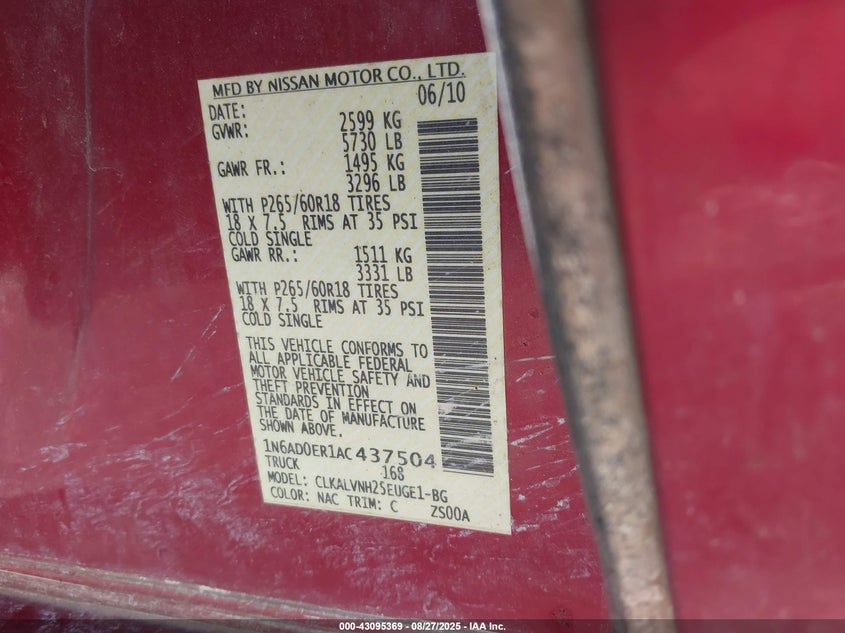 MFD BY NISSAN MOTOR CO., LTD.
DATE: 06/10
GVWR: 2599 KG
5730 LB
GAWR FR.: 1495 KG
3296 LB
WITH P265/60R18 TIRES
18 X 7.5 RIMS AT 35 PSI
COLD SINGLE
GAWR RR.: 1511 KG
3331 LB
WITH P265/60R18 TIRES
18 X 7.5 RIMS AT 35 PSI
COLD SINGLE
THIS VEHICLE CONFORMS TO
ALL APPLICABLE FEDERAL
MOTOR VEHICLE SAFETY AND
THEFT PREVENTION
STANDARDS IN EFFECT ON
THE DATE OF MANUFACTURE
SHOWN ABOVE.
1N6AD0ER1AC437504
TRUCK 168
MODEL: CLKALVNH25EUGE1-BG
COLOR: NAC TRIM: C ZS00A
000-43095369 - 08/27/2025 - IAA Inc.